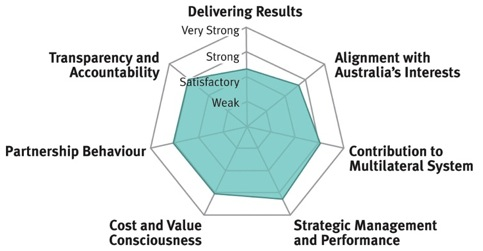 Delivering Results
Very Strong
Strong
Satisfactory
Weak
Transparency and
Accountability
Alignment with
Australia's Interests
Partnership Behaviour
Contribution to
Multilateral System
Cost and Value
Consciousness
Strategic Management
and Performance